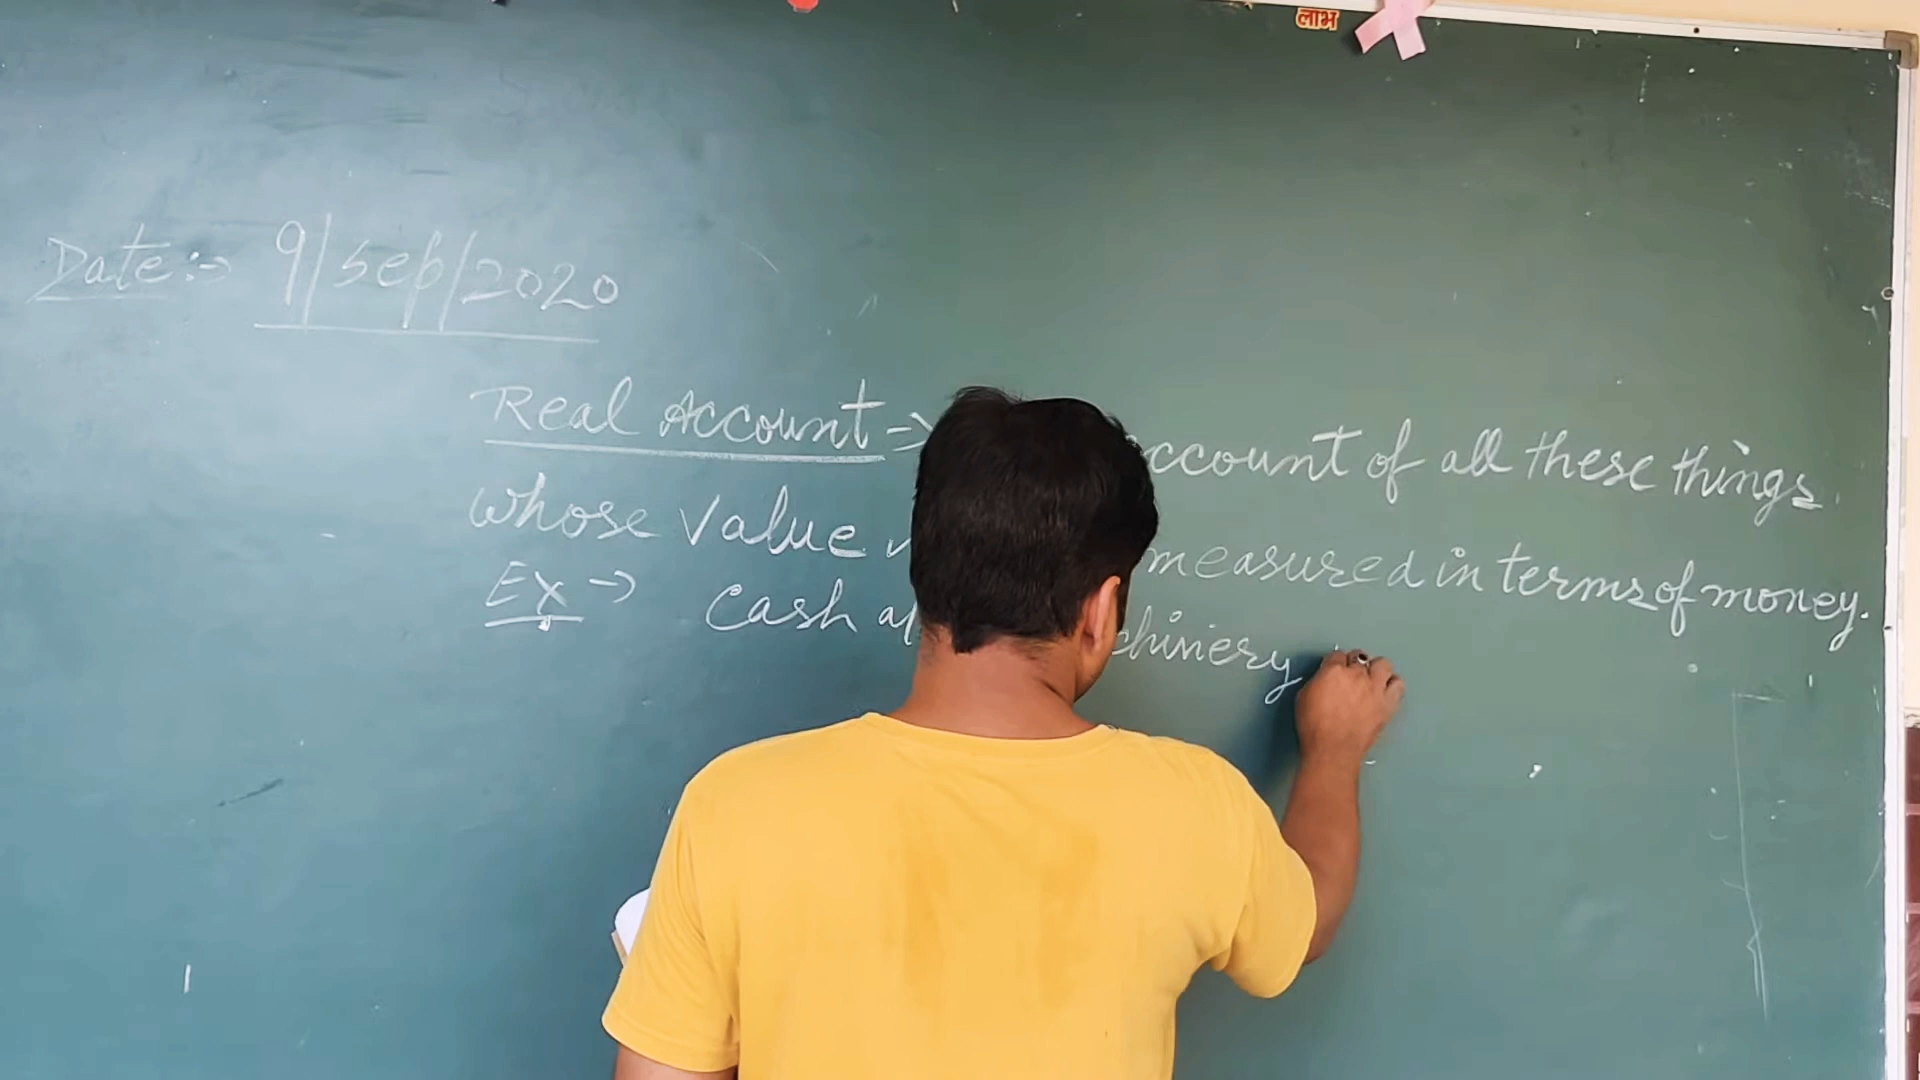 लाभ
Date:- 9/Sep/2020
Real Account → ccount of all these things
whose value measured in terms of money.
Ex → Cash a chinery